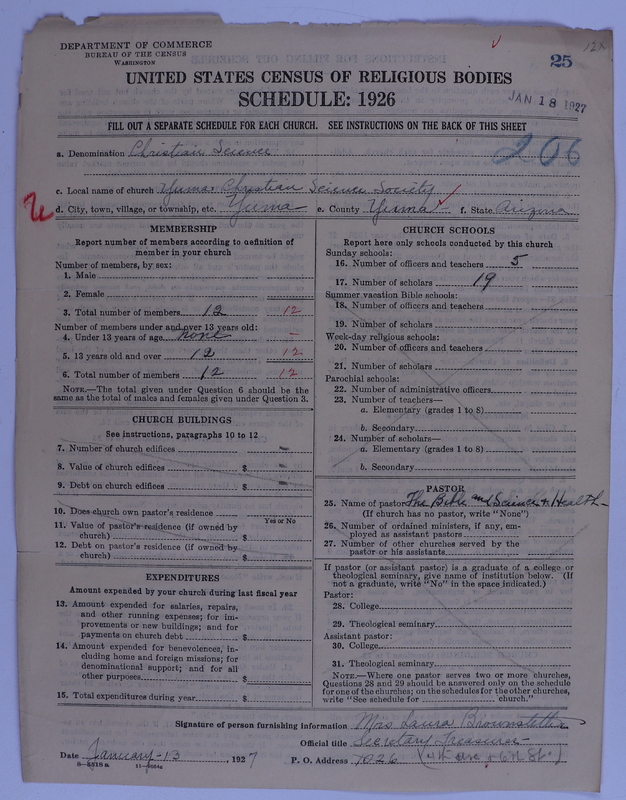 DEPARTMENT OF COMMERCE
BUREAU OF THE CENSUS
WASHINGTON
25
12x
UNITED STATES CENSUS OF RELIGIOUS BODIES
SCHEDULE: 1926
JAN 18 1927
FILL OUT A SEPARATE SCHEDULE FOR EACH CHURCH. SEE INSTRUCTIONS ON THE BACK OF THIS SHEET
206
a. Denomination Christian Science
c. Local name of church Yuma Christian Science Society
d. City, town, village, or township, etc. Yuma e. County Yuma f. State Arizona
MEMBERSHIP
Report number of members according to definition of
member in your church
Number of members, by sex:
1. Male
2. Female
3. Total number of members 12 12
Number of members under and over 13 years old:
4. Under 13 years of age none –
5. 13 years old and over 12 12
6. Total number of members 12 12
NOTE.—The total given under Question 6 should be the
same as the total of males and females given under Question 3.
CHURCH BUILDINGS
See instructions, paragraphs 10 to 12
7. Number of church edifices –
8. Value of church edifices $ –
9. Debt on church edifices $ –
10. Does church own pastor's residence
Yes or No
11. Value of pastor's residence (if owned by
church) $
12. Debt on pastor's residence (if owned by
church) $
EXPENDITURES
Amount expended by your church during last fiscal year
13. Amount expended for salaries, repairs,
and other running expenses; for im-
provements or new buildings; and for
payments on church debt $
14. Amount expended for benevolences, in-
cluding home and foreign missions; for
denominational support; and for all
other purposes $
15. Total expenditures during year $
CHURCH SCHOOLS
Report here only schools conducted by this church
Sunday schools:
16. Number of officers and teachers 5
17. Number of scholars 19
Summer vacation Bible schools:
18. Number of officers and teachers
19. Number of scholars
Week-day religious schools:
20. Number of officers and teachers
21. Number of scholars
Parochial schools:
22. Number of administrative officers
23. Number of teachers—
a. Elementary (grades 1 to 8)
b. Secondary
24. Number of scholars—
a. Elementary (grades 1 to 8)
b. Secondary
PASTOR
25. Name of pastor The Bible and Science & Health
(If church has no pastor, write "None")
26. Number of ordained ministers, if any, em-
ployed as assistant pastors
27. Number of other churches served by the
pastor or his assistants
If pastor (or assistant pastor) is a graduate of a college or
theological seminary, give name of institution below. (If
not a graduate, write "No" in the space indicated.)
Pastor:
28. College
29. Theological seminary
Assistant pastor:
30. College
31. Theological seminary
NOTE.—Where one pastor serves two or more churches,
Questions 28 and 29 should be answered only on the schedule
for one of the churches; on the schedules for the other churches,
write "See schedule for church."
Signature of person furnishing information Mrs Laura
Official title Secretary Treasurer
Date January 13, 1927
P. O. Address 1026 (4th Ave & 6th St)
8—5318 a